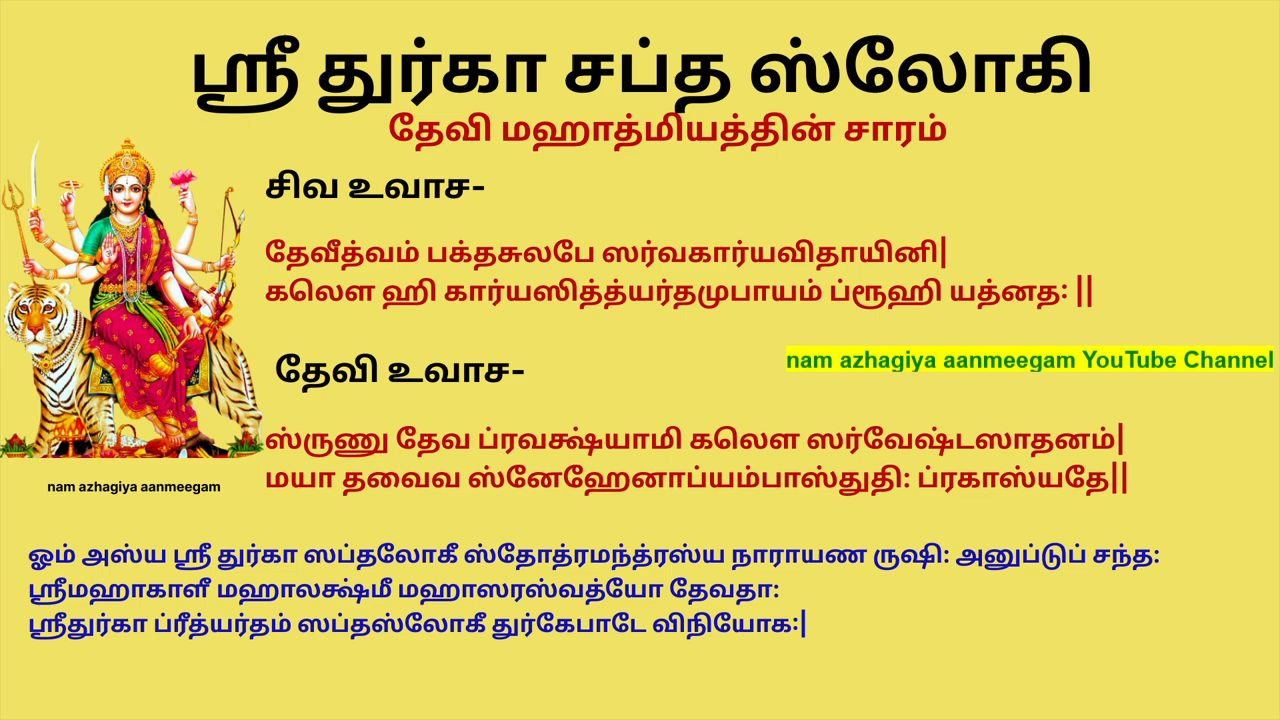 ஸ்ரீ துர்கா சப்த ஸ்லோகி
தேவி மஹாத்மியத்தின் சாரம்
சிவ உவாச-
தேவீத்வம் பக்தசுலபே ஸர்வகார்யவிதாயினி|
கலௌ ஹி கார்யஸித்த்யர்தமுபாயம் ப்ரூஹி யத்னத: ||
தேவி உவாச-
nam azhagiya aanmeegam YouTube Channel
ஸ்ருணு தேவ ப்ரவக்ஷ்யாமி கலௌ ஸர்வேஷ்டஸாதனம்|
மயா தவைவ ஸ்னேஹேனாப்யம்பாஸ்துதி: ப்ரகாஸ்யதே||
nam azhagiya aanmeegam
ஓம் அஸ்ய ஸ்ரீ துர்கா ஸப்தலோகீ ஸ்தோத்ரமந்த்ரஸ்ய நாராயண ருஷி: அனுப்டுப் சந்த:
ஸ்ரீமஹாகாளீ மஹாலக்ஷ்மீ மஹாஸரஸ்வத்யோ தேவதா:
ஸ்ரீதுர்கா ப்ரீத்யர்தம் ஸப்தஸ்லோகீ துர்கேபாடே விநியோக:|